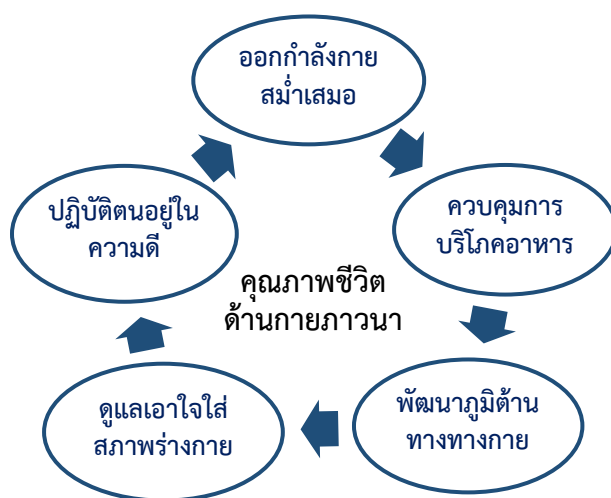 ออกกำลังกาย
สม่ำเสมอ
ควบคุมการ
บริโภคอาหาร
พัฒนาภูมิต้าน
ทางทางกาย
ดูแลเอาใจใส่
สภาพร่างกาย
ปฏิบัติตนอยู่ใน
ความดี
คุณภาพชีวิต
ด้านกายภาวนา